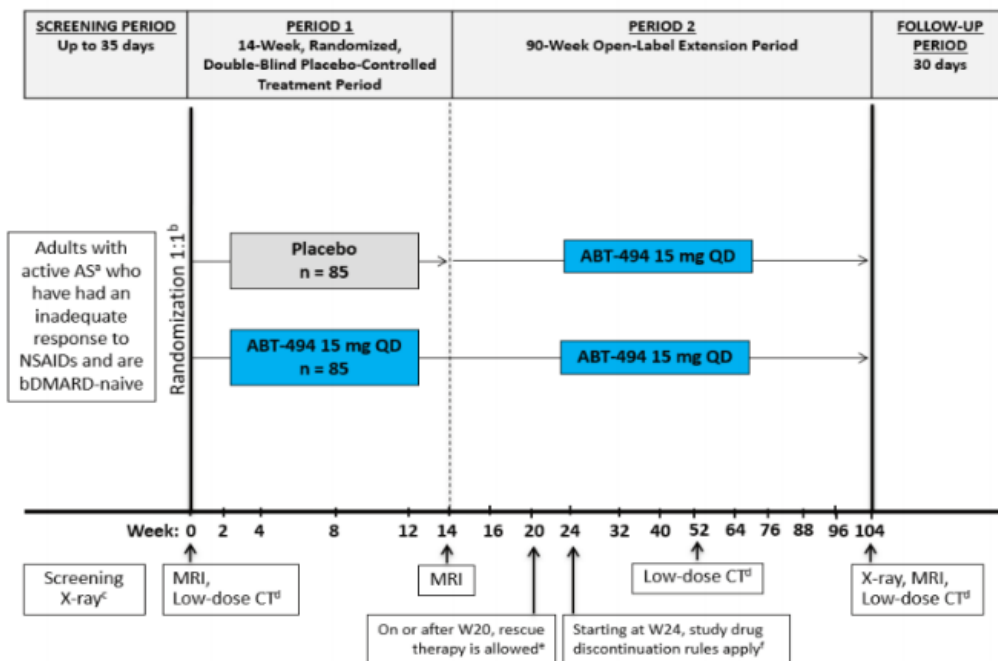 SCREENING PERIOD
Up to 35 days
PERIOD 1
14-Week, Randomized,
Double-Blind Placebo-Controlled
Treatment Period
PERIOD 2
90-Week Open-Label Extension Period
FOLLOW-UP
PERIOD
30 days
Adults with
active ASᵃ who
have had an
inadequate
response to
NSAIDs and are
bDMARD-naive
Randomization 1:1ᵇ
Placebo
n = 85
ABT-494 15 mg QD
ABT-494 15 mg QD
n = 85
ABT-494 15 mg QD
Week: 0 2 4 8 12 14 16 20 24 32 40 52 64 76 88 96 104
Screening
X-rayᶜ
MRI,
Low-dose CTᵈ
MRI
On or after W20, rescue
therapy is allowedᵉ
Starting at W24, study drug
discontinuation rules applyᶠ
Low-dose CTᵈ
X-ray, MRI,
Low-dose CTᵈ